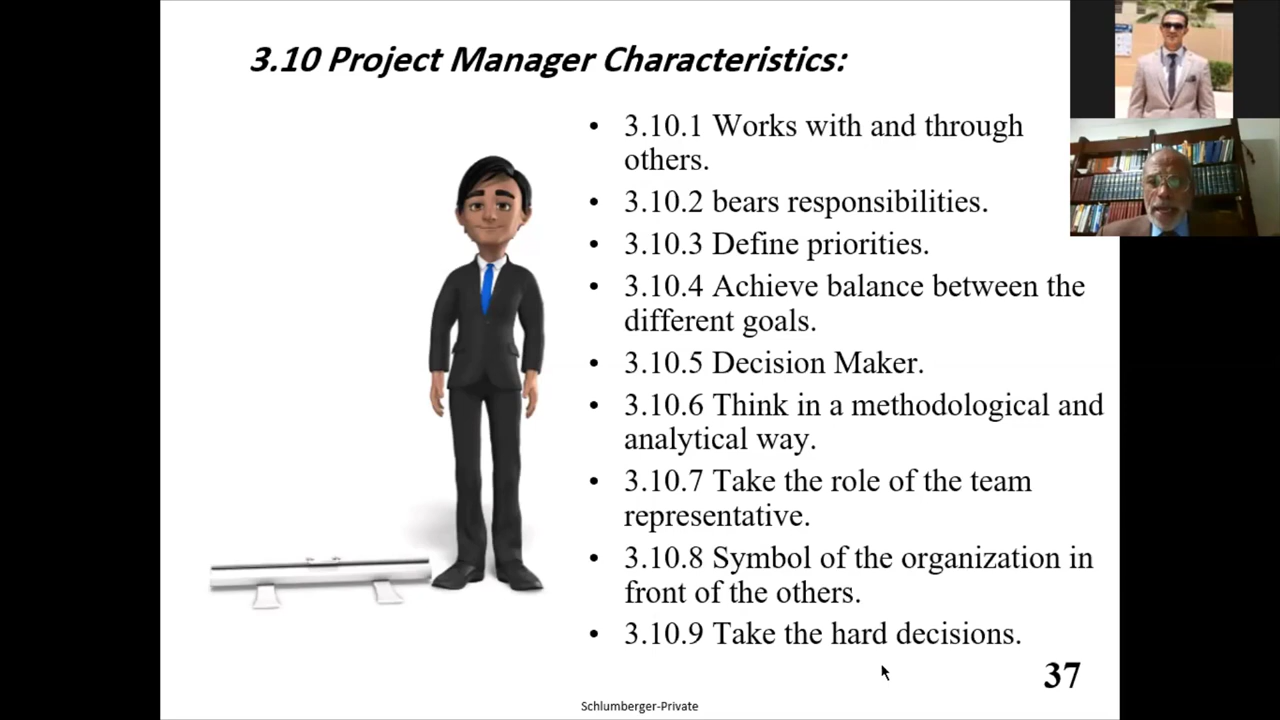 3.10 Project Manager Characteristics:
• 3.10.1 Works with and through
others.
• 3.10.2 bears responsibilities.
• 3.10.3 Define priorities.
• 3.10.4 Achieve balance between the
different goals.
• 3.10.5 Decision Maker.
• 3.10.6 Think in a methodological and
analytical way.
• 3.10.7 Take the role of the team
representative.
• 3.10.8 Symbol of the organization in
front of the others.
• 3.10.9 Take the hard decisions.
37
Schlumberger-Private